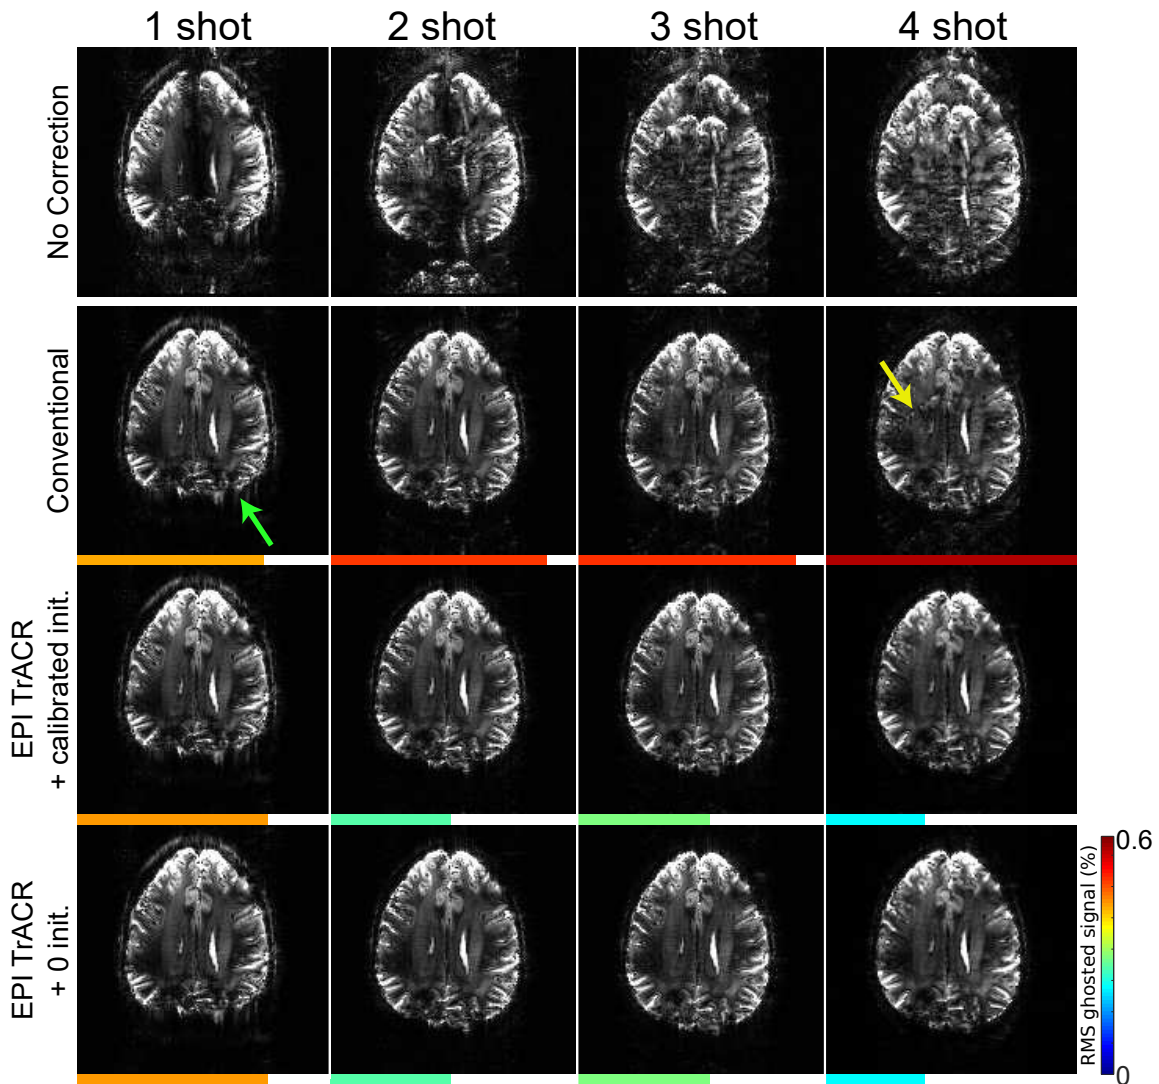 1 shot
2 shot
3 shot
4 shot
No Correction
Conventional
EPI TrACR
+ calibrated init.
EPI TrACR
+ 0 init.
RMS ghosted signal (%)
0.6
0